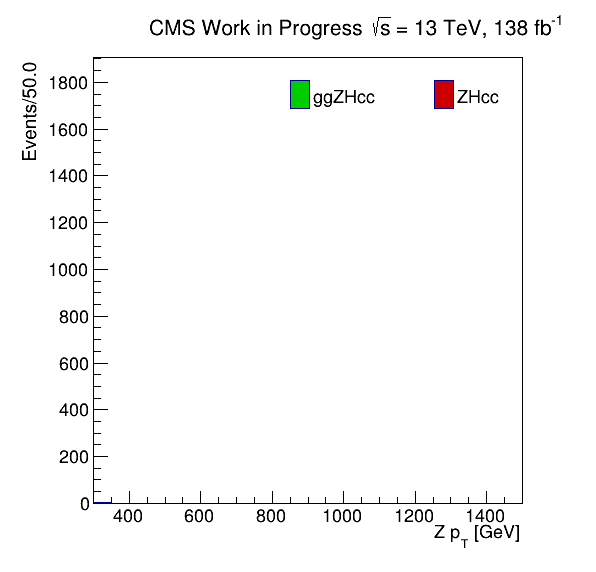 CMS Work in Progress √s = 13 TeV, 138 fb⁻¹
Events/50.0
ggZHcc ZHcc
1800
1600
1400
1200
1000
800
600
400
200
0
400 600 800 1000 1200 1400
Z p_T [GeV]